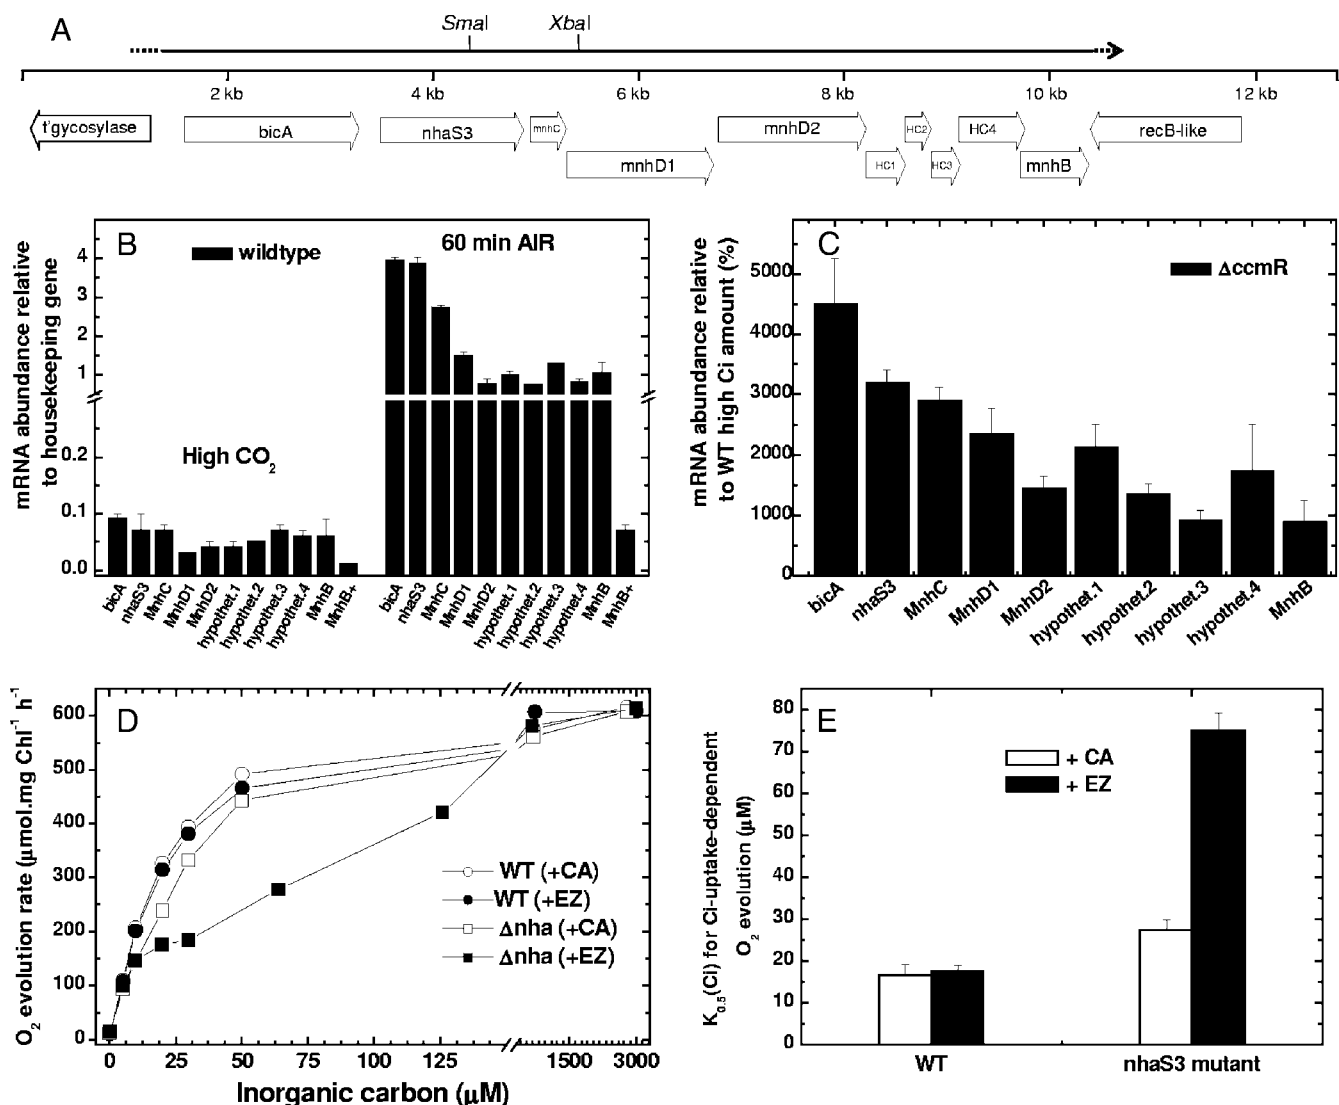 A
SmaI
XbaI
2 kb
4 kb
6 kb
8 kb
10 kb
12 kb
t'gycosylase
bicA
nhaS3
mnhC
mnhD1
mnhD2
HC1
HC2
HC3
HC4
mnhB
recB-like
B
wildtype
60 min AIR
High CO2
mRNA abundance relative
to housekeeping gene
4
3
2
1
0.2
0.1
0.0
bicA
nhaS3
MnhC
MnhD1
MnhD2
hypothet.1
hypothet.2
hypothet.3
hypothet.4
MnhB
MnhB+
bicA
nhaS3
MnhC
MnhD1
MnhD2
hypothet.1
hypothet.2
hypothet.3
hypothet.4
MnhB
MnhB+
C
ΔccmR
mRNA abundance relative
to WT high Ci amount (%)
5000
4000
3000
2000
1000
0
bicA
nhaS3
MnhC
MnhD1
MnhD2
hypothet.1
hypothet.2
hypothet.3
hypothet.4
MnhB
D
O2 evolution rate (μmol.mg Chl-1 h-1
600
500
400
300
200
100
0
WT (+CA)
WT (+EZ)
Δnha (+CA)
Δnha (+EZ)
0
25
50
75
100
125
1500
3000
Inorganic carbon (μM)
E
K0.5(Ci) for Ci-uptake-dependent
O2 evolution (μM)
80
70
60
50
40
30
20
10
0
+ CA
+ EZ
WT
nhaS3 mutant